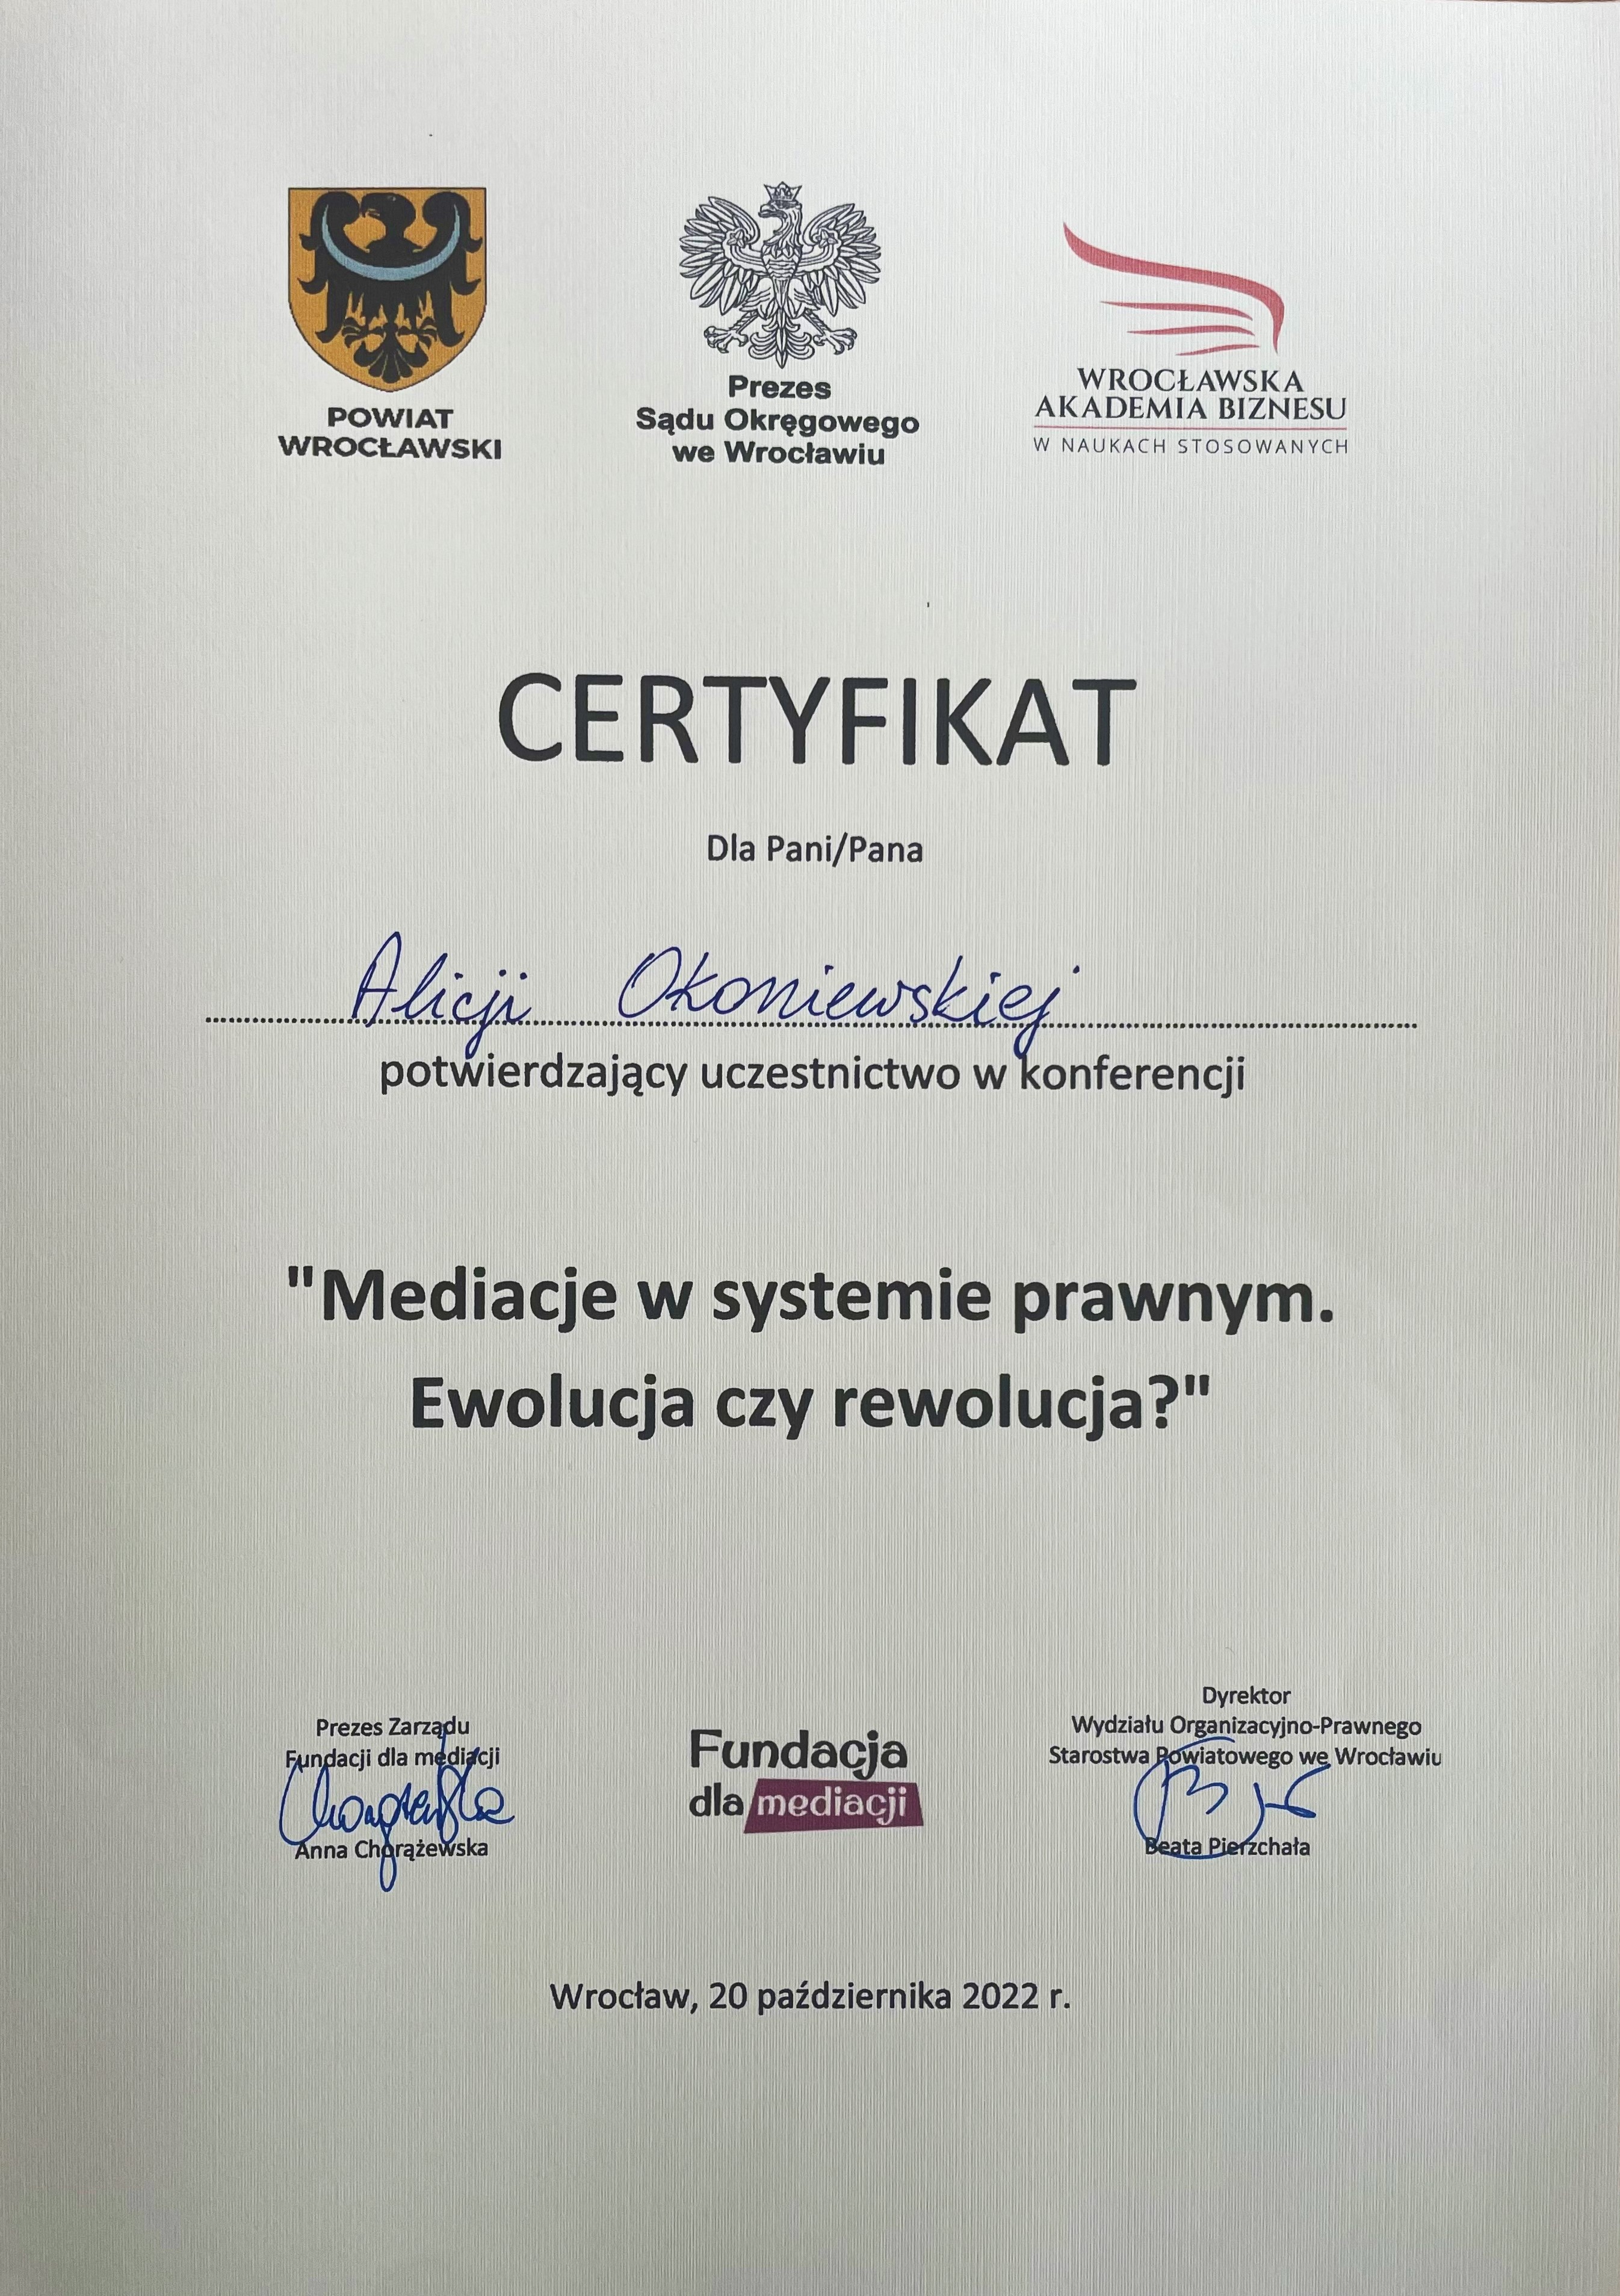 POWIAT
WROCŁAWSKI
Prezes
Sądu Okręgowego
we Wrocławiu
WROCŁAWSKA
AKADEMIA BIZNESU
W NAUKACH STOSOWANYCH
CERTYFIKAT
Dla Pani/Pana
Alicji Okoniewskiej
potwierdzający uczestnictwo w konferencji
"Mediacje w systemie prawnym.
Ewolucja czy rewolucja?"
Prezes Zarządu
Fundacji dla mediacji
Anna Chorążewska
Fundacja
dla mediacji
Dyrektor
Wydziału Organizacyjno-Prawnego
Starostwa Powiatowego we Wrocławiu
Beata Pierzchała
Wrocław, 20 października 2022 r.